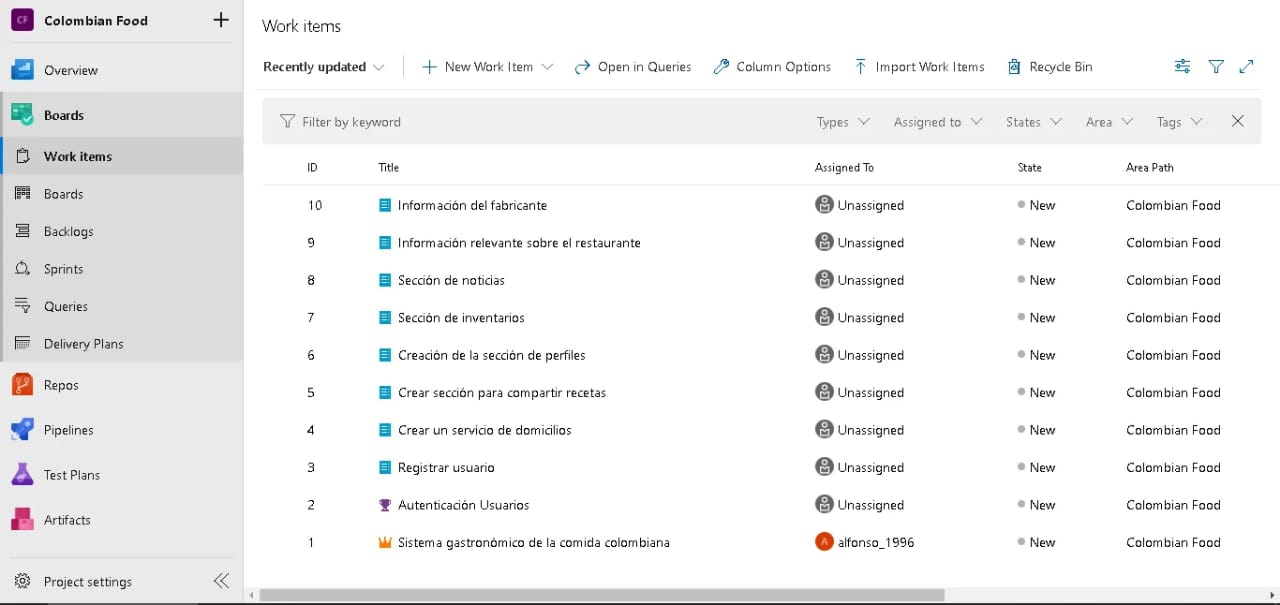 CF Colombian Food
Overview
Boards
Work items
Boards
Backlogs
Sprints
Queries
Delivery Plans
Repos
Pipelines
Test Plans
Artifacts
Project settings
Work items
Recently updated New Work Item Open in Queries Column Options Import Work Items Recycle Bin
Filter by keyword Types Assigned to States Area Tags
ID Title Assigned To State Area Path
10 Información del fabricante Unassigned New Colombian Food
9 Información relevante sobre el restaurante Unassigned New Colombian Food
8 Sección de noticias Unassigned New Colombian Food
7 Sección de inventarios Unassigned New Colombian Food
6 Creación de la sección de perfiles Unassigned New Colombian Food
5 Crear sección para compartir recetas Unassigned New Colombian Food
4 Crear un servicio de domicilios Unassigned New Colombian Food
3 Registrar usuario Unassigned New Colombian Food
2 Autenticación Usuarios Unassigned New Colombian Food
1 Sistema gastronómico de la comida colombiana A alfonso_1996 New Colombian Food